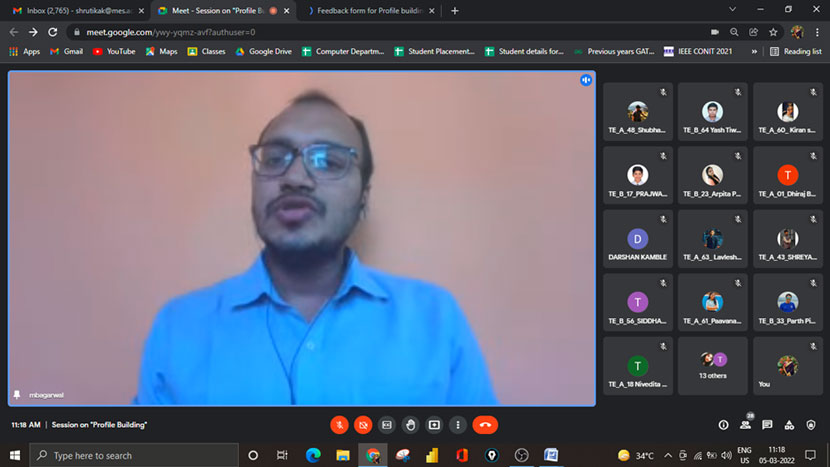 Inbox (2,765) - shrutikak@mes.a
Meet - Session on "Profile Bui
Feedback form for Profile buildin
meet.google.com/ywy-yqmz-avf?authuser=0
Apps
Gmail
YouTube
Maps
Classes
Google Drive
Computer Departm...
Student Placement...
Student details for...
Previous years GAT...
IEEE CONIT 2021
»
Reading list
TE_A_48_Shubha...
TE_B_64 Yash Tiw...
TE_A_60_ Kiran s...
TE_B_17_PRAJWA...
TE_B_23_Arpita P...
T
TE_A_01_Dhiraj B...
D
DARSHAN KAMBLE
TE_A_63_ Lavlesh...
TE_A_43_SHREYA...
T
TE_B_56_SIDDHA...
TE_A_61_Paavana...
TE_B_33_Parth Pi...
T
TE_A_18 Nivedita ...
T
13 others
You
mbagarwal
11:18 AM | Session on "Profile Building"
28
Type here to search
34°C
ENG
US
11:18
05-03-2022